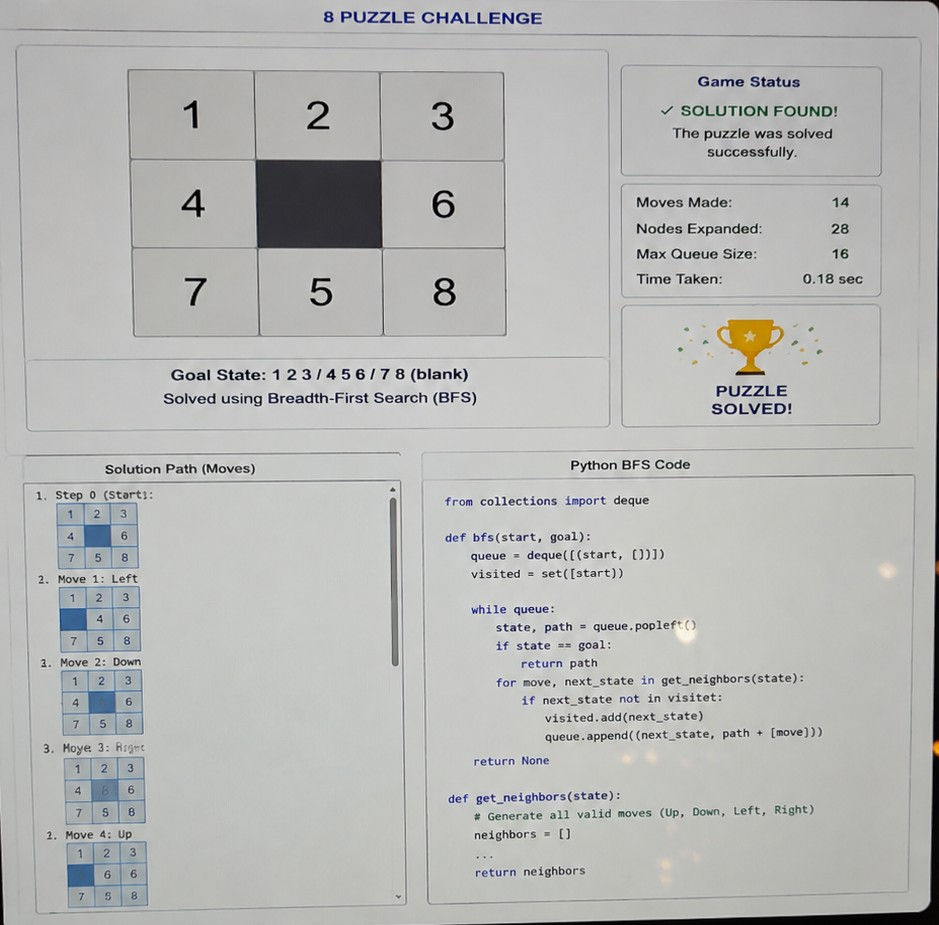 8 PUZZLE CHALLENGE
1 2 3
4 6
7 5 8
Goal State: 1 2 3 / 4 5 6 / 7 8 (blank)
Solved using Breadth-First Search (BFS)
Game Status
✓ SOLUTION FOUND!
The puzzle was solved
successfully.
Moves Made: 14
Nodes Expanded: 28
Max Queue Size: 16
Time Taken: 0.18 sec
PUZZLE
SOLVED!
Solution Path (Moves)
1. Step 0 (Start):
1 2 3
4 6
7 5 8
2. Move 1: Left
1 2 3
4 6
7 5 8
3. Move 2: Down
1 2 3
4 6
7 5 8
3. Move 3:
1 2 3
4 8 6
7 5 8
2. Move 4: Up
1 2 3
6 6
7 5 8
Python BFS Code
from collections import deque
def bfs(start, goal):
queue = deque([(start, [])])
visited = set([start))
while queue:
state, path = queue.popleft()
if state == goal:
return path
for move, next_state in get_neighbors(state):
if next_state not in visitet:
visited.add(next_state)
queue.append((next_state, path + [move]))
return None
def get_neighbors(state):
# Generate all valid moves (Up, Down, Left, Right)
neighbors = []
...
return neighbors